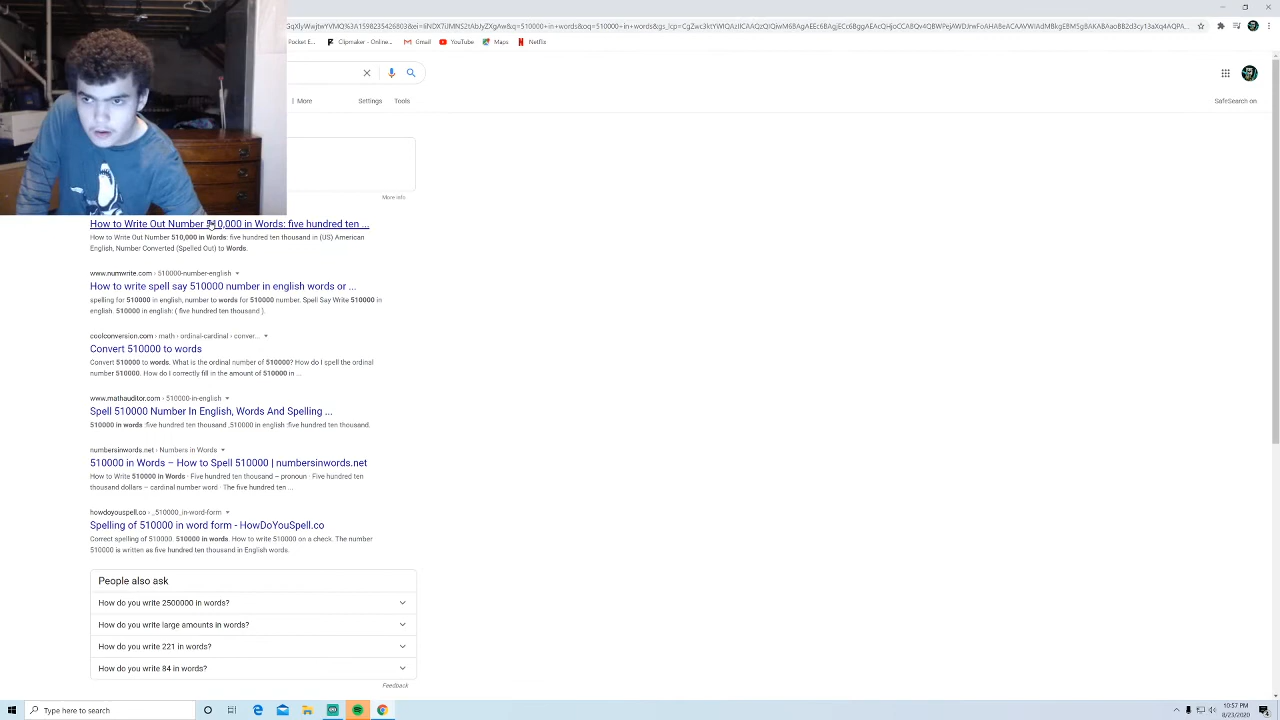 Pocket E...
Clipmaker - Online...
Gmail
YouTube
Maps
Netflix
More
Settings
Tools
SafeSearch on
More info
How to Write Out Number 510,000 in Words: five hundred ten ...
How to Write Out Number 510,000 in Words: five hundred ten thousand in (US) American
English, Number Converted (Spelled Out) to Words.
www.numwrite.com › 510000-number-english
How to write spell say 510000 number in english words or ...
spelling for 510000 in english, number to words for 510000 number. Spell Say Write 510000 in
english. 510000 in english: ( five hundred ten thousand ).
coolconversion.com › math › ordinal-cardinal › conver...
Convert 510000 to words
Convert 510000 to words. What is the ordinal number of 510000? How do I spell the ordinal
number 510000. How do I correctly fill in the amount of 510000 in ...
www.mathauditor.com › 510000-in-english
Spell 510000 Number In English, Words And Spelling ...
510000 in words :five hundred ten thousand ,510000 in english :five hundred ten thousand.
numbersinwords.net › Numbers in Words
510000 in Words – How to Spell 510000 | numbersinwords.net
How to Write 510000 in Words · Five hundred ten thousand – pronoun · Five hundred ten
thousand dollars – cardinal number word · The five hundred ten ...
howdoyouspell.co › _510000_in-word-form
Spelling of 510000 in word form - HowDoYouSpell.co
Correct spelling of 510000. 510000 in words. How to write 510000 on a check. The number
510000 is written as five hundred ten thousand in English words.
People also ask
How do you write 2500000 in words?
How do you write large amounts in words?
How do you write 221 in words?
How do you write 84 in words?
Feedback
Type here to search
10:57 PM
8/23/2020